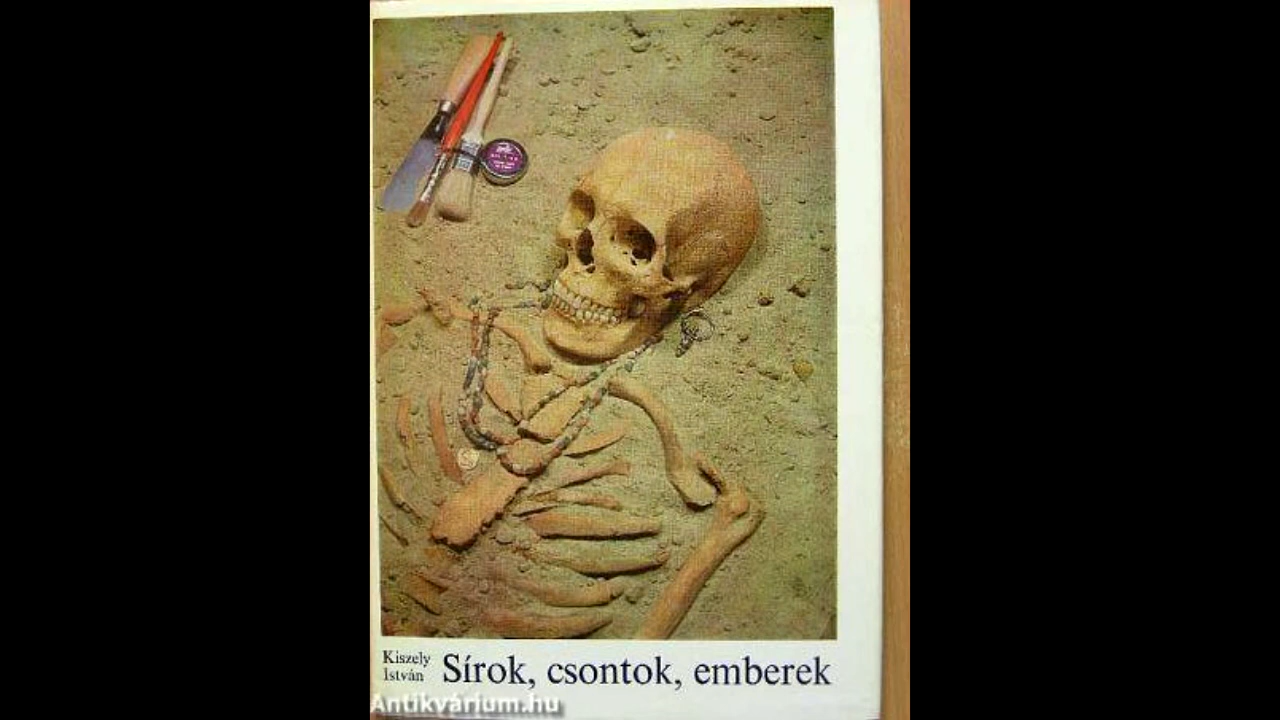 Kiszely
István
Sírok, csontok, emberek
Antikvárium.hu